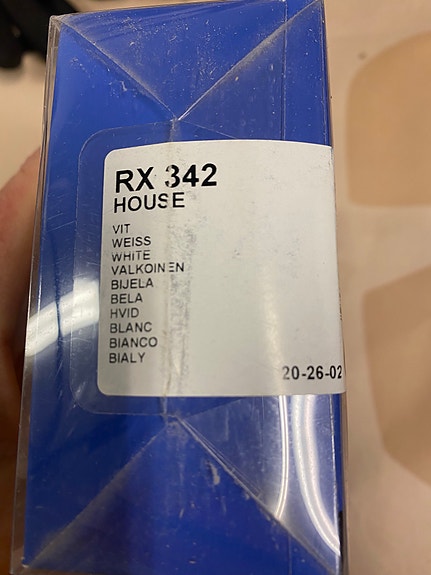 RX 342
HOUSE
VIT
WEISS
WHITE
VALKOINEN
BIJELA
BELA
HVID
BLANC
BIANCO
BIALY
20-26-02